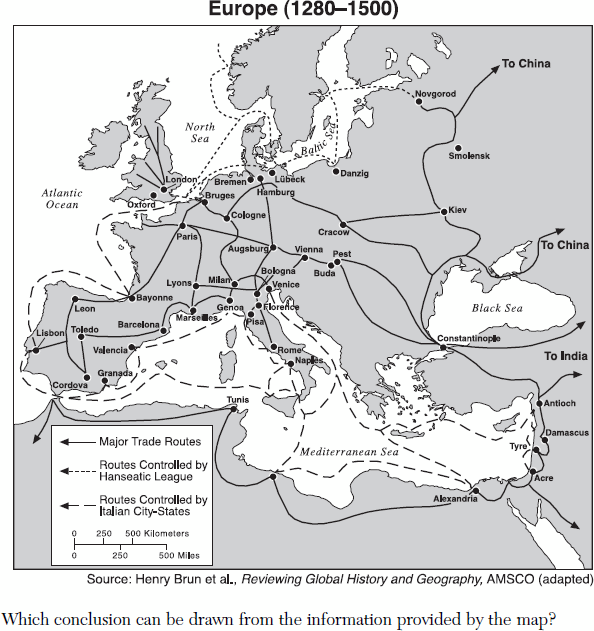 Europe (1280–1500)
To China
Novgorod
North
Sea
Baltic Sea
Smolensk
London
Bremen
Lübeck
Danzig
Atlantic
Ocean
Oxford
Bruges
Hamburg
Cologne
Kiev
Paris
Cracow
To China
Augsburg
Vienna
Pest
Buda
Bologna
Lyons
Milan
Venice
Black Sea
Leon
Bayonne
Genoa
Florence
Marseilles
Pisa
Lisbon
Toledo
Barcelona
Constantinople
Valencia
Rome
To India
Naples
Granada
Cordova
Tunis
Antioch
Damascus
Mediterranean Sea
Tyre
Acre
Alexandria
Major Trade Routes
Routes Controlled by
Hanseatic League
Routes Controlled by
Italian City–States
0 250 500 Kilometers
0 250 500 Miles
Source: Henry Brun et al., Reviewing Global History and Geography, AMSCO (adapted)
Which conclusion can be drawn from the information provided by the map?